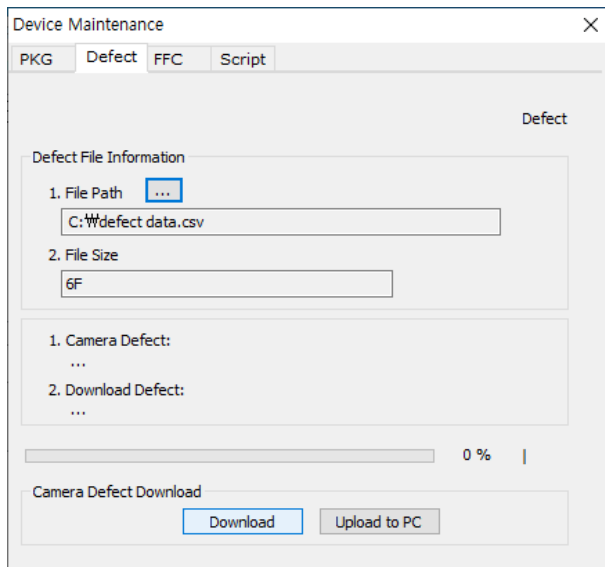 Device Maintenance
PKG Defect FFC Script
Defect
Defect File Information
1. File Path ...
C:₩defect data.csv
2. File Size
6F
1. Camera Defect:
...
2. Download Defect:
...
0 % |
Camera Defect Download
Download Upload to PC